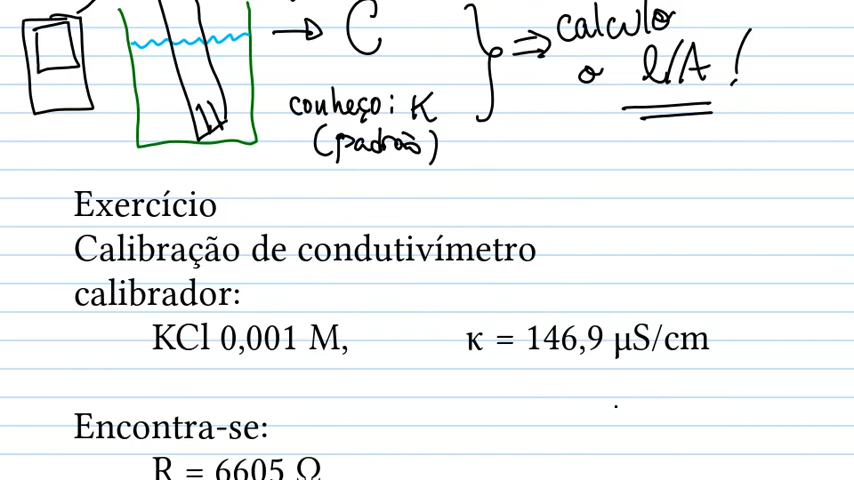 C
calculo
o l/A !
conheço: K
(padrão)
Exercício
Calibração de condutivímetro
calibrador:
KCl 0,001 M, κ = 146,9 µS/cm
Encontra-se:
R = 6605 Ω